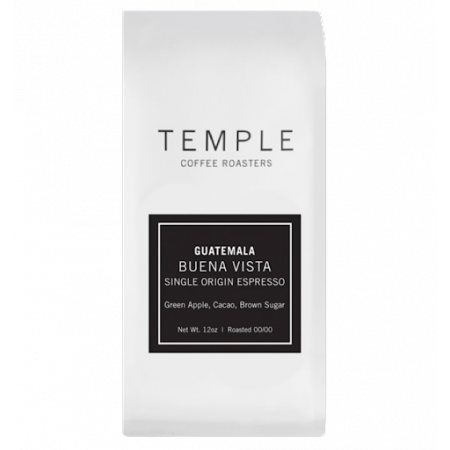 TEMPLE
COFFEE ROASTERS
GUATEMALA
BUENA VISTA
SINGLE ORIGIN ESPRESSO
Green Apple, Cacao, Brown Sugar
Net Wt. 12oz | Roasted 00/00